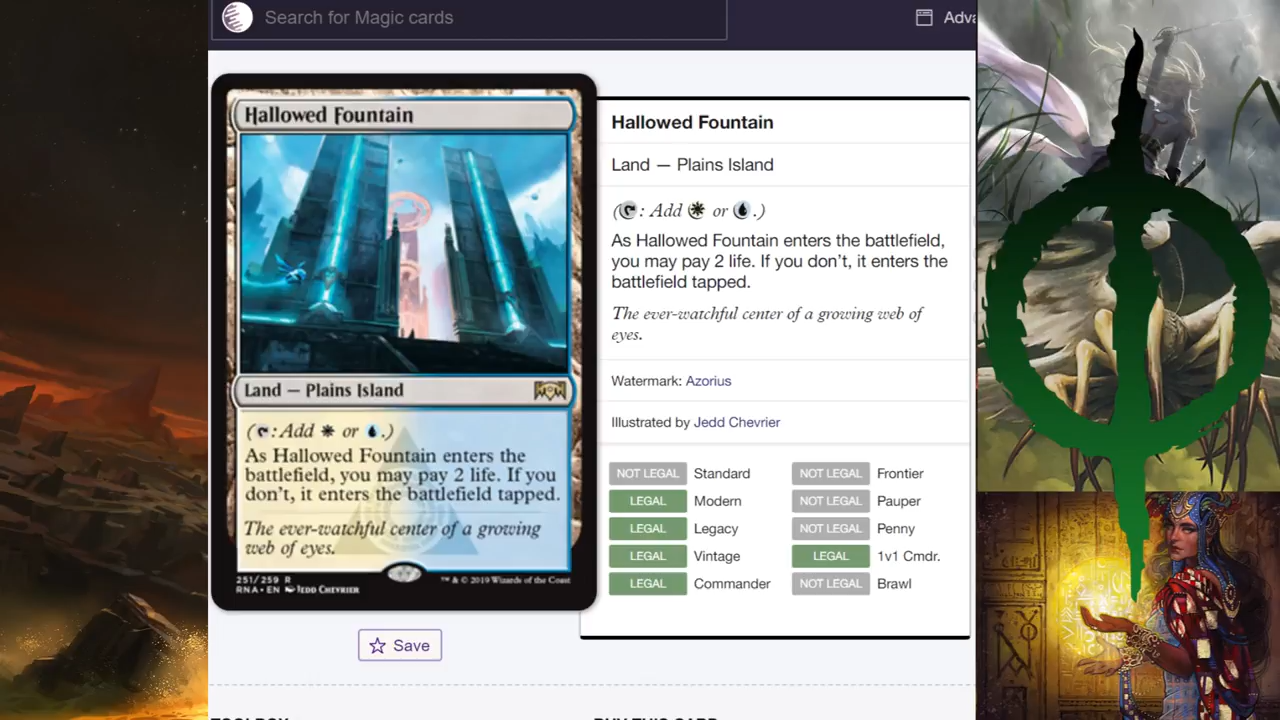 Search for Magic cards
Adva
Hallowed Fountain
Land — Plains Island
( : Add or .)
As Hallowed Fountain enters the
battlefield, you may pay 2 life. If you
don't, it enters the battlefield tapped.
The ever-watchful center of a growing
web of eyes.
251/259 R
RNA • EN JEDD CHEVRIER
™ & © 2019 Wizards of the Coast
Save
Hallowed Fountain
Land — Plains Island
( : Add or .)
As Hallowed Fountain enters the battlefield,
you may pay 2 life. If you don't, it enters the
battlefield tapped.
The ever-watchful center of a growing web of
eyes.
Watermark: Azorius
Illustrated by Jedd Chevrier
NOT LEGAL Standard NOT LEGAL Frontier
LEGAL Modern NOT LEGAL Pauper
LEGAL Legacy NOT LEGAL Penny
LEGAL Vintage LEGAL 1v1 Cmdr.
LEGAL Commander NOT LEGAL Brawl
TOOLBOX
BUY THIS CARD